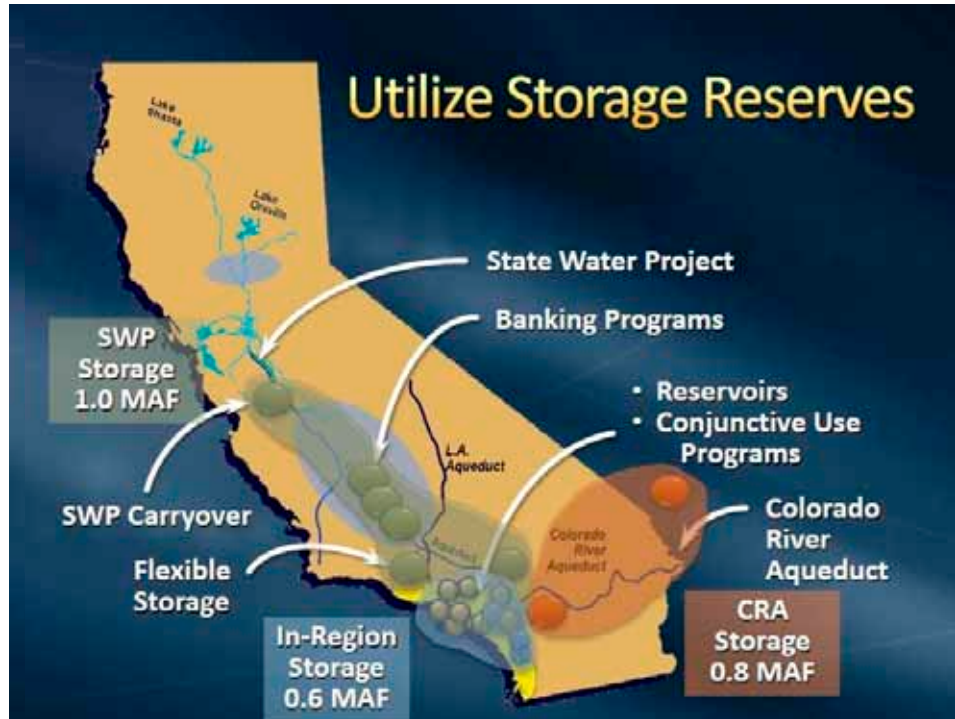 Utilize Storage Reserves
Lake
Shasta
Lake
Oroville
State Water Project
Banking Programs
SWP
Storage
1.0 MAF
• Reservoirs
• Conjunctive Use
Programs
L.A.
Aqueduct
SWP Carryover
Colorado
River
Aqueduct
Colorado
River
Aqueduct
Aqueduct
Flexible
Storage
In-Region
Storage
0.6 MAF
CRA
Storage
0.8 MAF